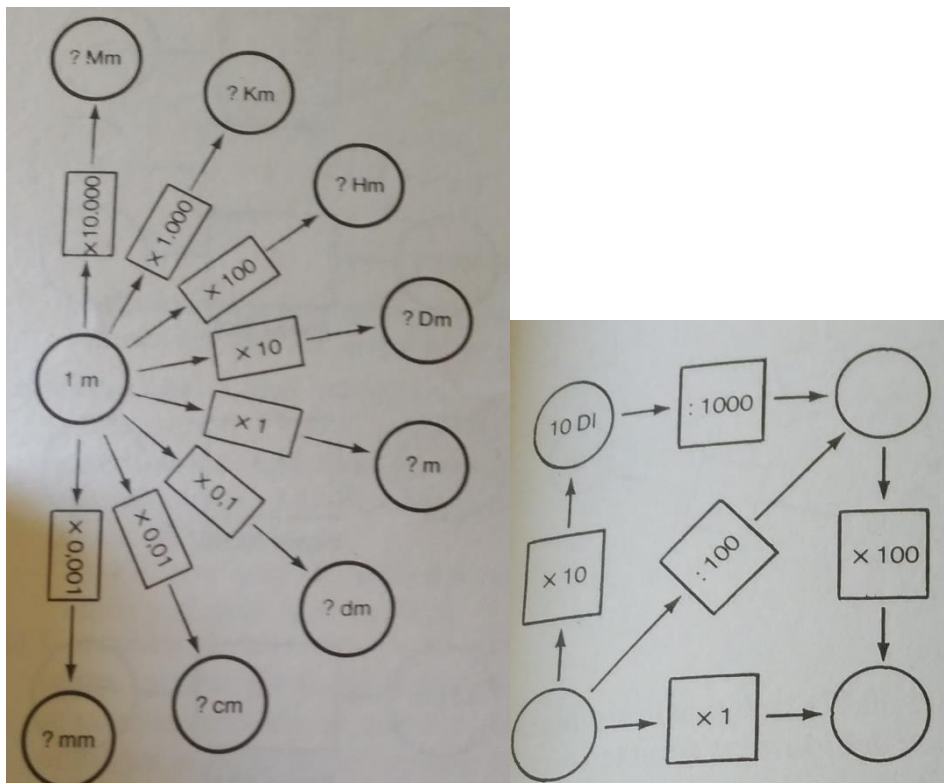 ? Mm
? Km
? Hm
? Dm
? m
? dm
? cm
? mm
× 10.000
× 1.000
× 100
× 10
× 1
× 0,1
× 0,01
× 0,001
1 m
10 Dl
: 1000
× 10
: 100
× 100
× 1